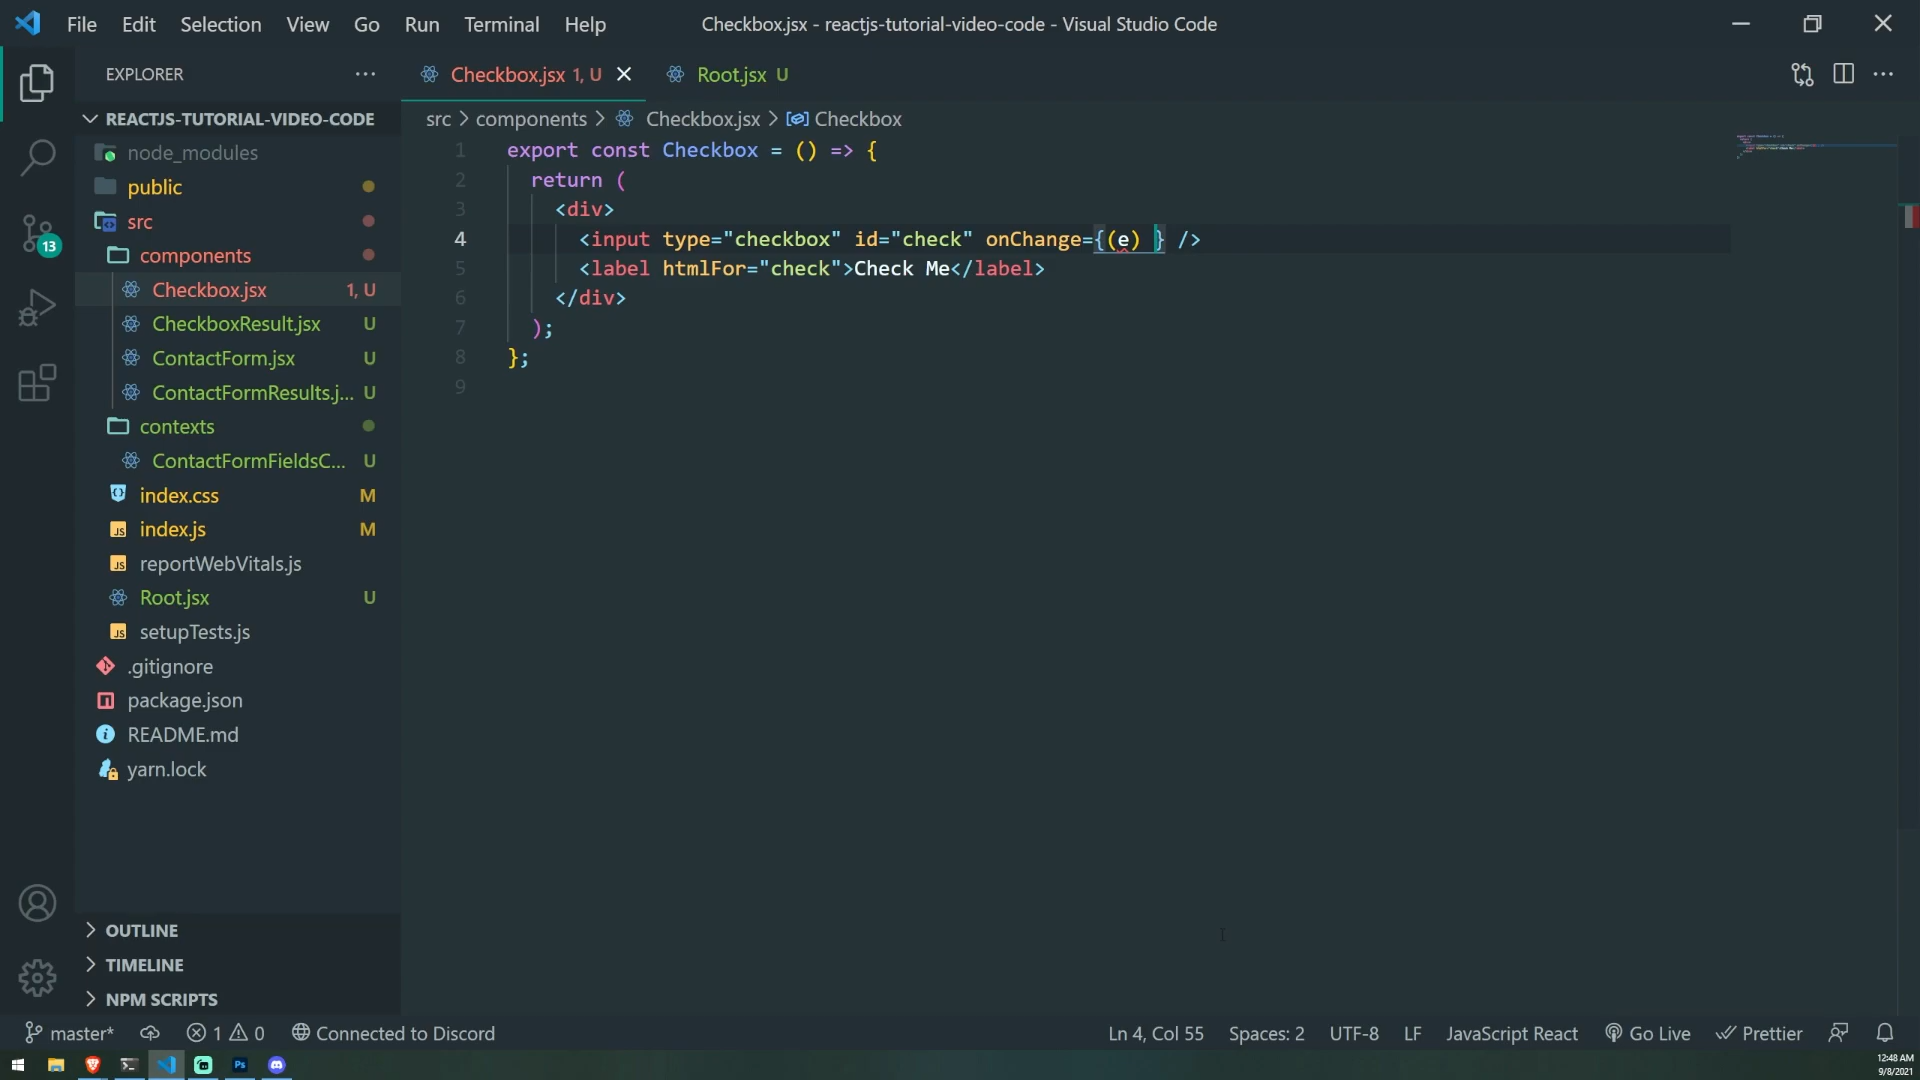 File Edit Selection View Go Run Terminal Help
Checkbox.jsx - reactjs-tutorial-video-code - Visual Studio Code
EXPLORER
Checkbox.jsx 1, U
Root.jsx U
REACTJS-TUTORIAL-VIDEO-CODE
src > components > Checkbox.jsx > Checkbox
node_modules
public
src
components
Checkbox.jsx 1, U
CheckboxResult.jsx U
ContactForm.jsx U
ContactFormResults.j... U
contexts
ContactFormFieldsC... U
index.css M
index.js M
reportWebVitals.js
Root.jsx U
setupTests.js
.gitignore
package.json
README.md
yarn.lock
OUTLINE
TIMELINE
NPM SCRIPTS
13
1 export const Checkbox = () => {
2 return (
3 <div>
4 <input type="checkbox" id="check" onChange={(e) } />
5 <label htmlFor="check">Check Me</label>
6 </div>
7 );
8 };
9
master* 1 0 Connected to Discord
Ln 4, Col 55 Spaces: 2 UTF-8 LF JavaScript React Go Live Prettier
12:48 AM
9/8/2021